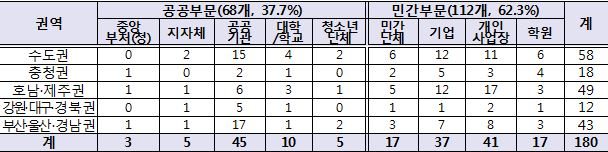 권역 공공부문(68개, 37.7%) 민간부문(112개, 62.3%) 계
중앙부처(청) 지자체 공공기관 대학/학교 청소년단체 민간단체 기업 개인사업장 학원
수도권 0 2 15 4 2 6 12 11 6 58
충청권 1 0 2 1 0 2 5 3 4 18
호남·제주권 1 1 6 3 1 5 12 17 3 49
강원·대구·경북권 0 1 5 0 1 1 1 2 1 12
부산·울산·경남권 1 1 17 2 1 3 7 8 3 43
계 3 5 45 10 5 17 37 41 17 180